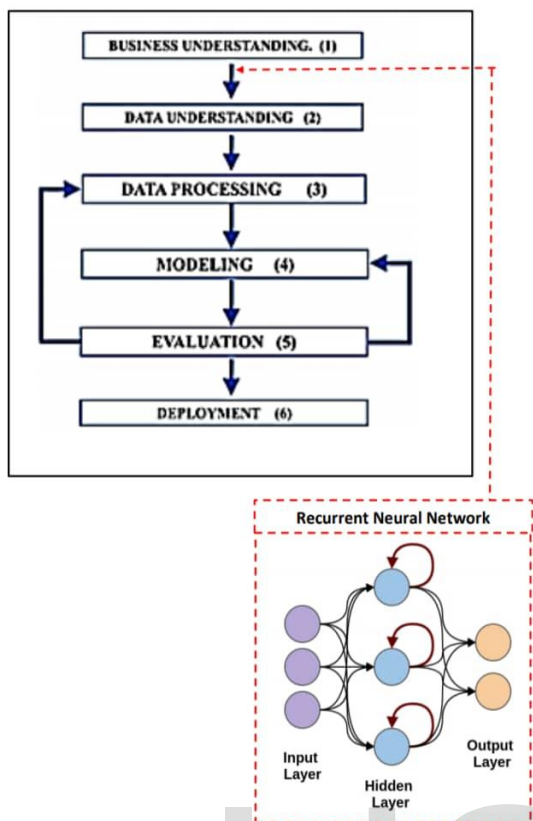 BUSINESS UNDERSTANDING. (1)
DATA UNDERSTANDING (2)
DATA PROCESSING (3)
MODELING (4)
EVALUATION (5)
DEPLOYMENT (6)
Recurrent Neural Network
Input
Layer
Hidden
Layer
Output
Layer